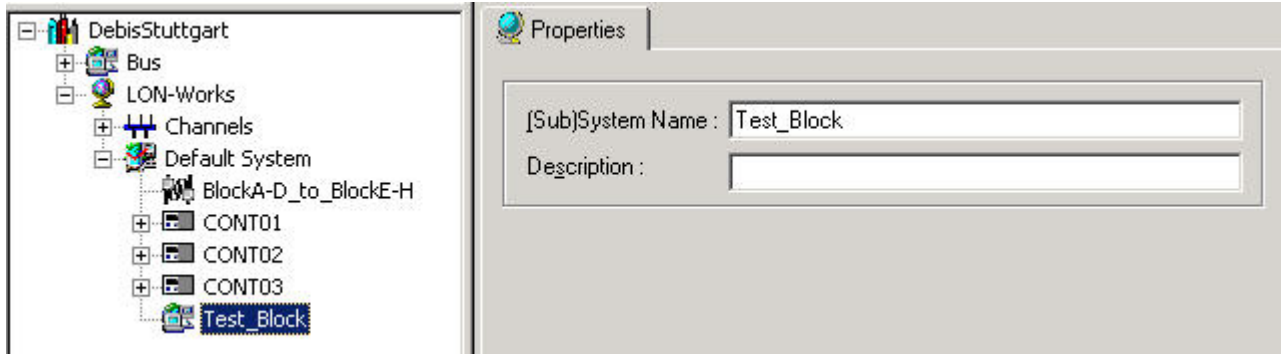 DebisStuttgart
Bus
LON-Works
Channels
Default System
BlockA-D_to_BlockE-H
CONT01
CONT02
CONT03
Test_Block
Properties
(Sub)System Name : Test_Block
Description :